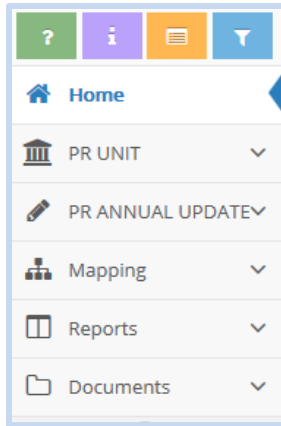 ? i
Home
PR UNIT
PR ANNUAL UPDATE
Mapping
Reports
Documents